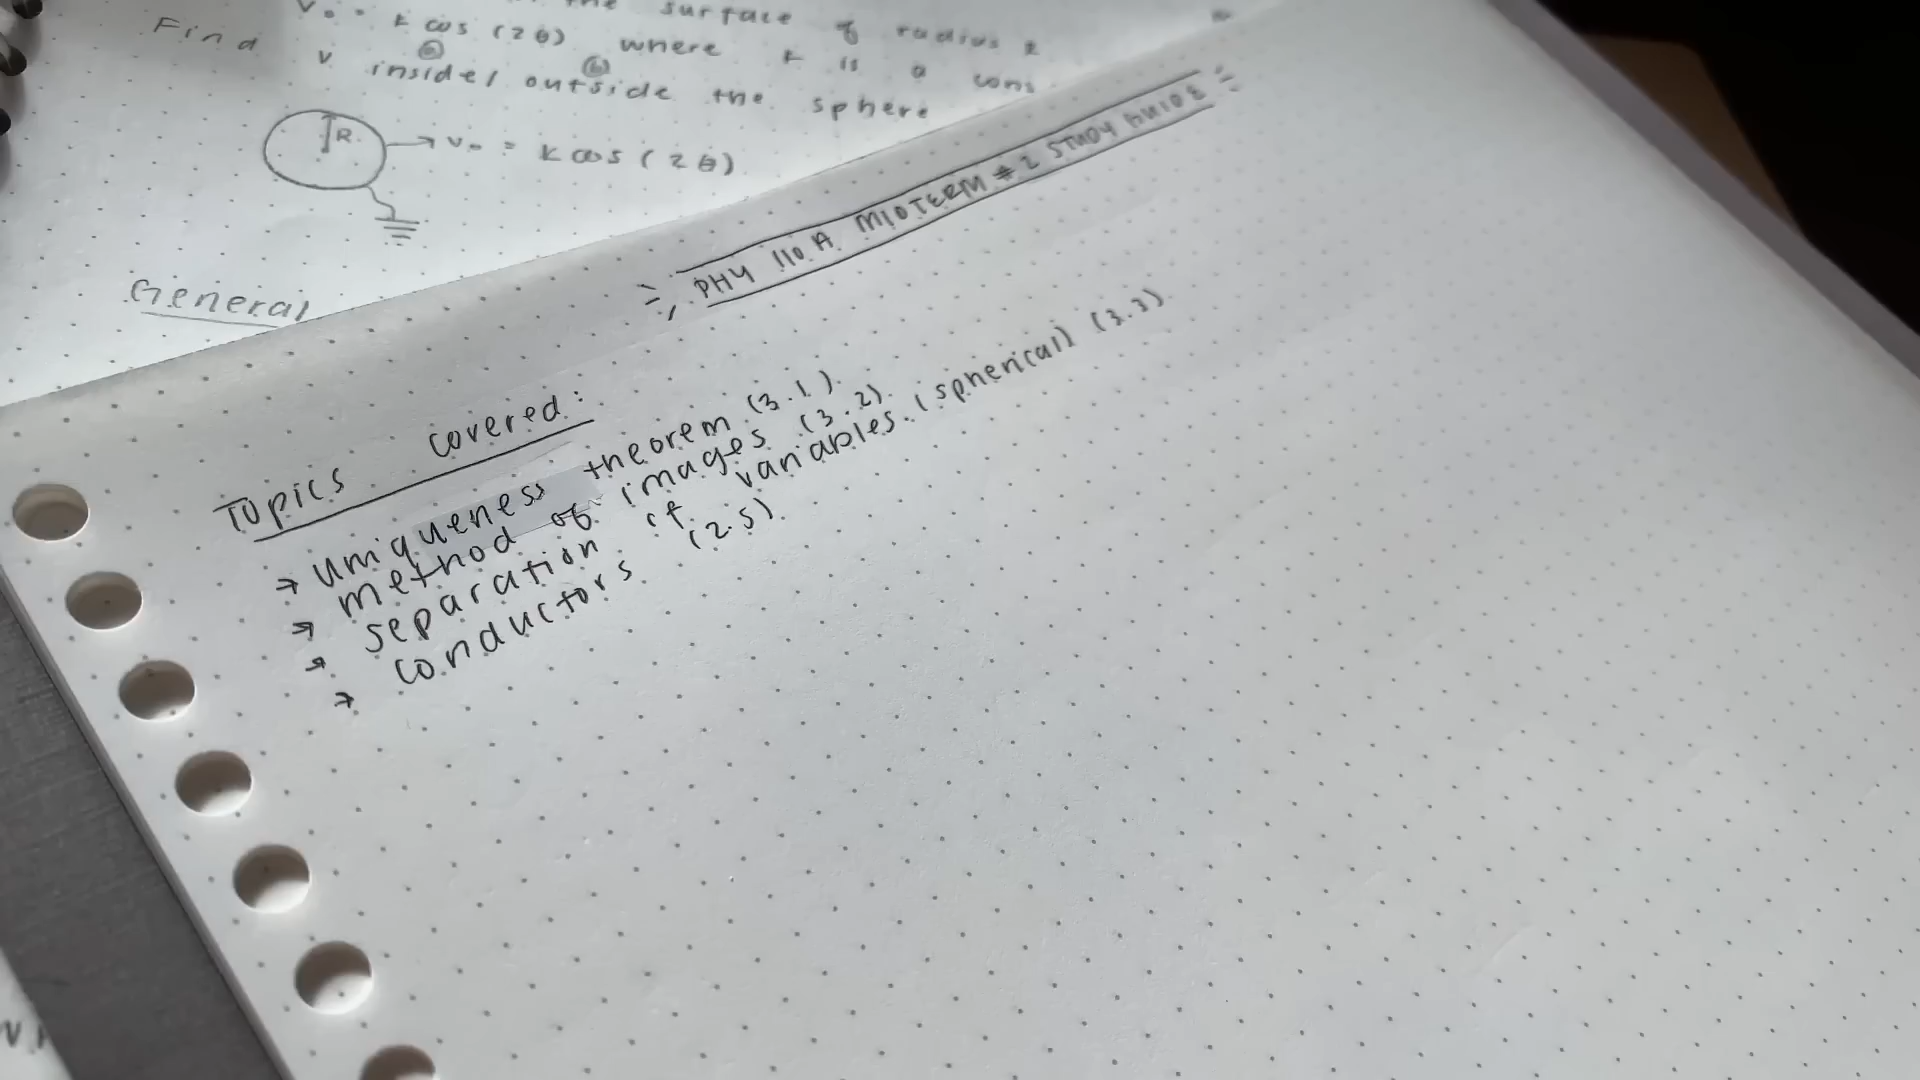 the surface of radius R
V₀ = k cos (2θ) where k is a cons
Find V inside/ outside the sphere
(a) (b)
R
V₀ = k cos (2θ)
General
PHY 110A MIDTERM #2 STUDY GUIDE
Topics covered:
→ uniqueness theorem (3.1)
→ method of images (3.2)
→ separation of variables (spherical) (3.3)
→ conductors (2.5)